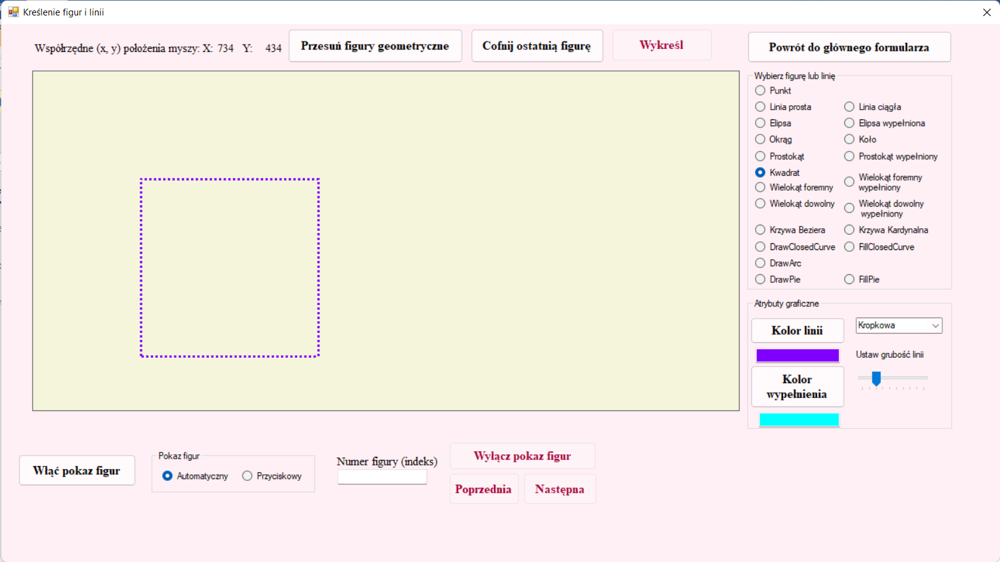 Kreślenie figur i linii
Współrzędne (x, y) położenia myszy: X: 734 Y: 434
Przesuń figury geometryczne
Cofnij ostatnią figurę
Wykreśl
Powrót do głównego formularza
Wybierz figurę lub linię
Punkt
Linia prosta
Linia ciągła
Elipsa
Elipsa wypełniona
Okrąg
Koło
Prostokąt
Prostokąt wypełniony
Kwadrat
Wielokąt foremny
wypełniony
Wielokąt foremny
Wielokąt dowolny
Wielokąt dowolny
wypełniony
Krzywa Beziera
Krzywa Kardynalna
DrawClosedCurve
FillClosedCurve
DrawArc
DrawPie
FillPie
Atrybuty graficzne
Kolor linii
Kropkowa
Ustaw grubość linii
Kolor
wypełnienia
Włąć pokaz figur
Pokaz figur
Automatyczny
Przyciskowy
Numer figury (indeks)
Wyłącz pokaz figur
Poprzednia
Następna